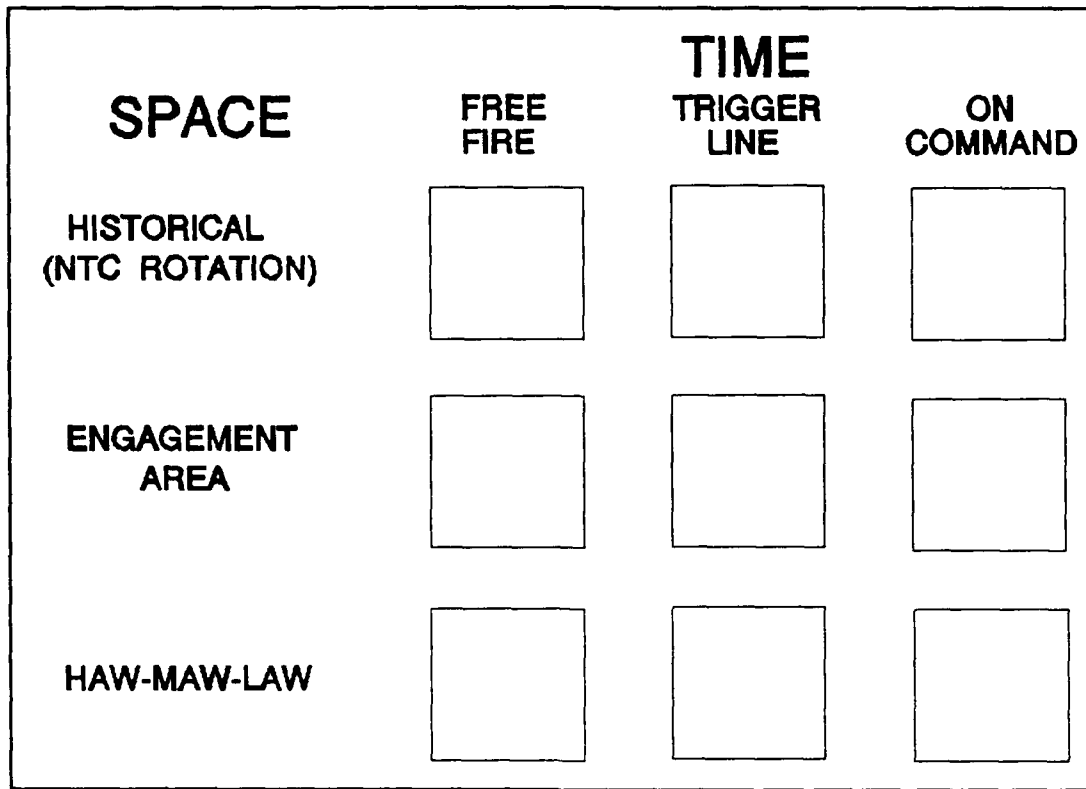 TIME
SPACE
FREE
FIRE
TRIGGER
LINE
ON
COMMAND
HISTORICAL
(NTC ROTATION)
ENGAGEMENT
AREA
HAW-MAW-LAW